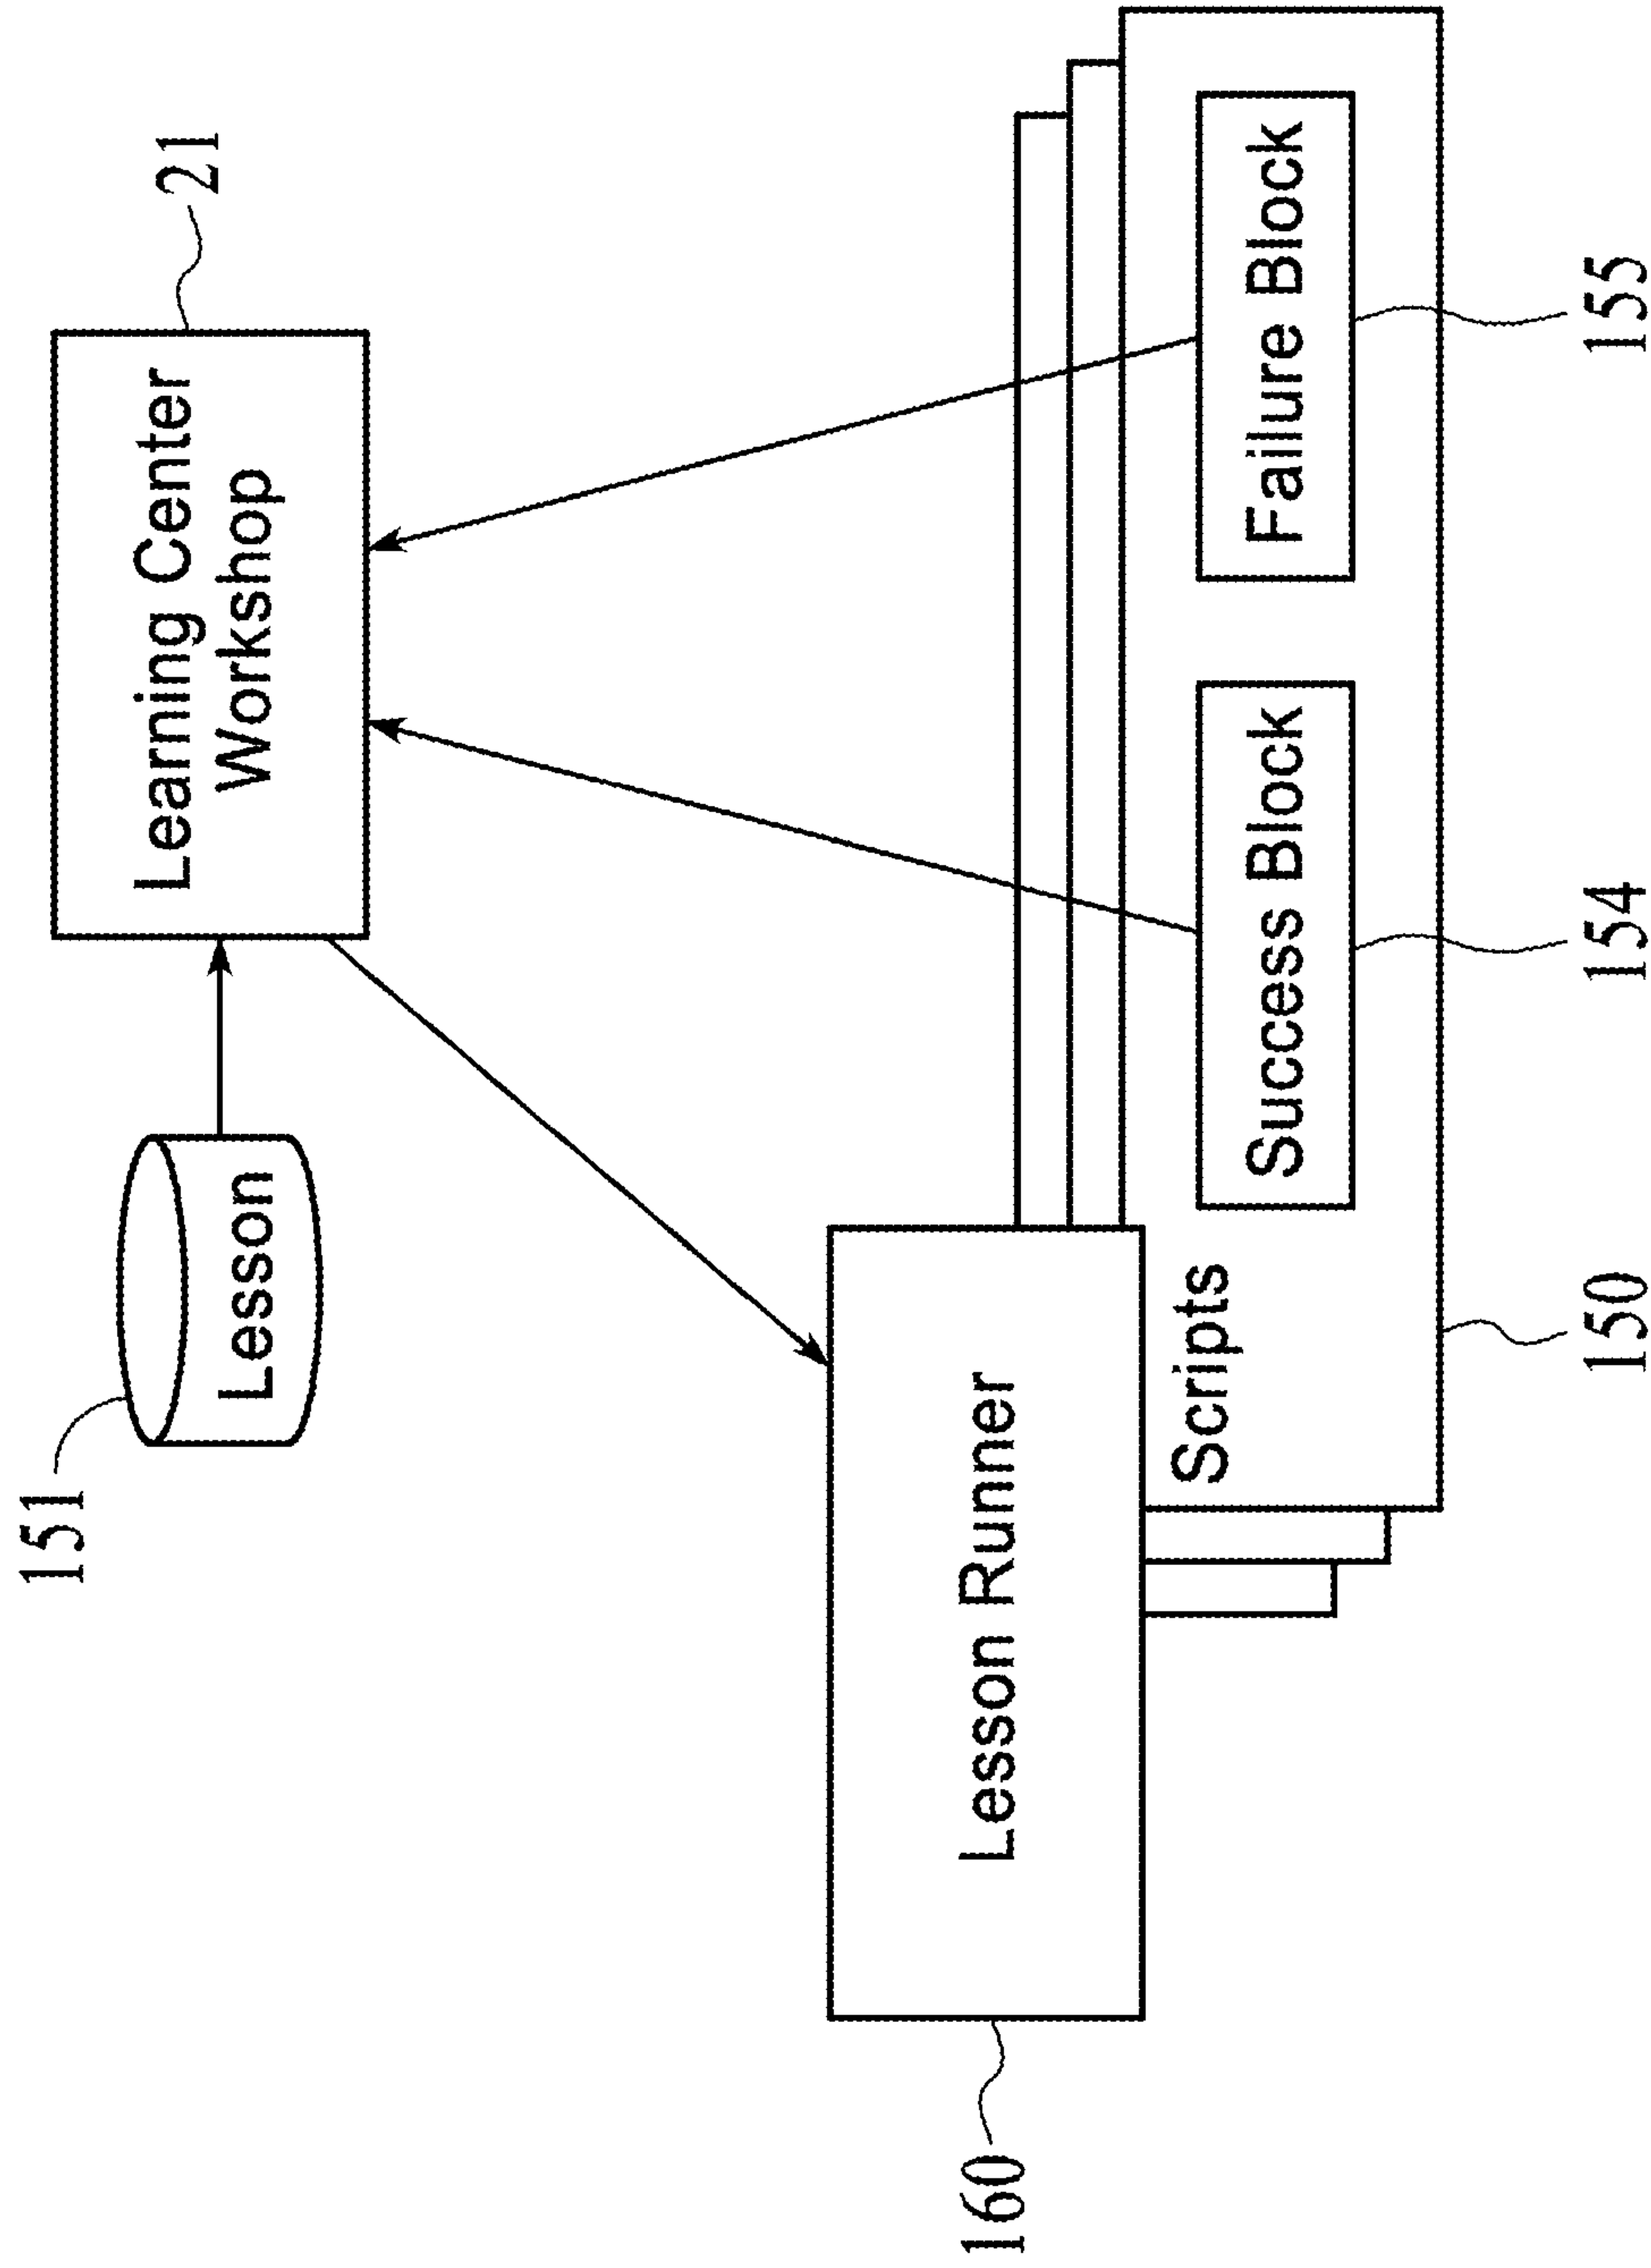 151
Lesson
Learning Center
Workshop
21
160
Lesson Runner
Scripts
Success Block
Failure Block
150
154
155